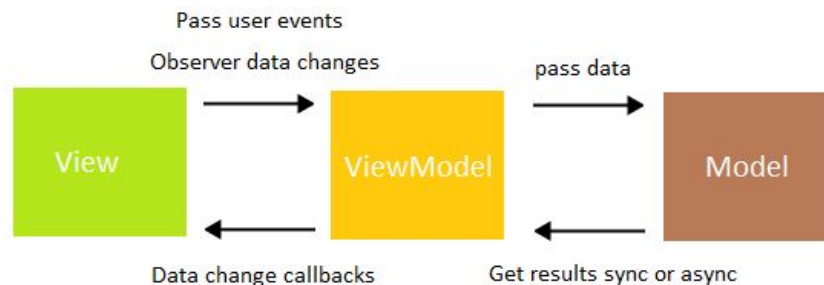 Pass user events
Observer data changes
pass data
View
ViewModel
Model
Data change callbacks
Get results sync or async